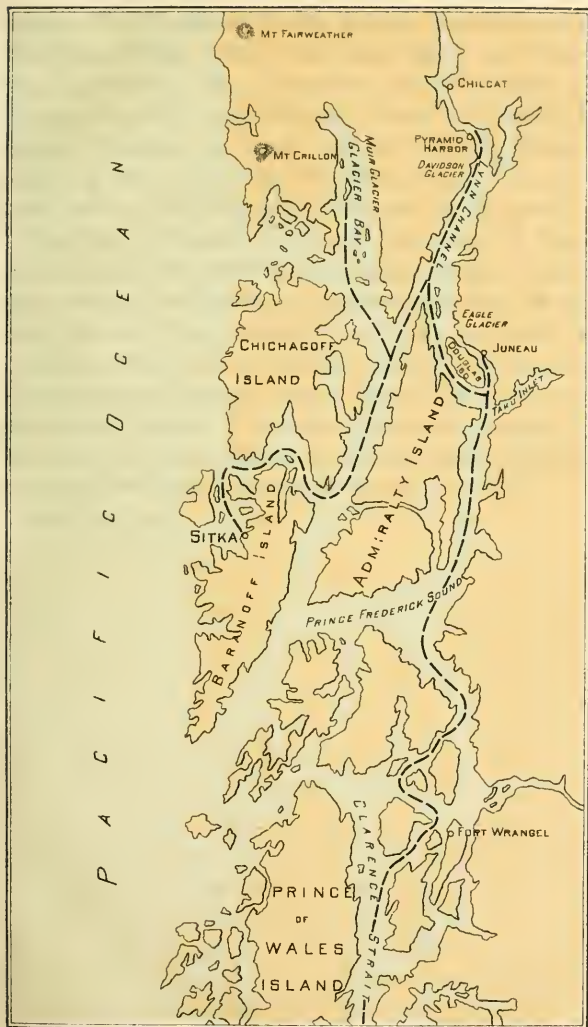 MT FAIRWEATHER
CHILCAT
PYRAMID
HARBOR
DAVIDSON
GLACIER
MT CRILLON
MUIR GLACIER
GLACIER BAY
LYNN CHANNEL
PACIFIC OCEAN
EAGLE
GLACIER
CHICHAGOFF
ISLAND
JUNEAU
DOUGLAS
ISD.
TAKU INLET
ADMIRALTY ISLAND
SITKA
BARANOFF ISLAND
PRINCE FREDERICK SOUND
FORT WRANGEL
CLARENCE STRAIT
PRINCE
OF
WALES
ISLAND